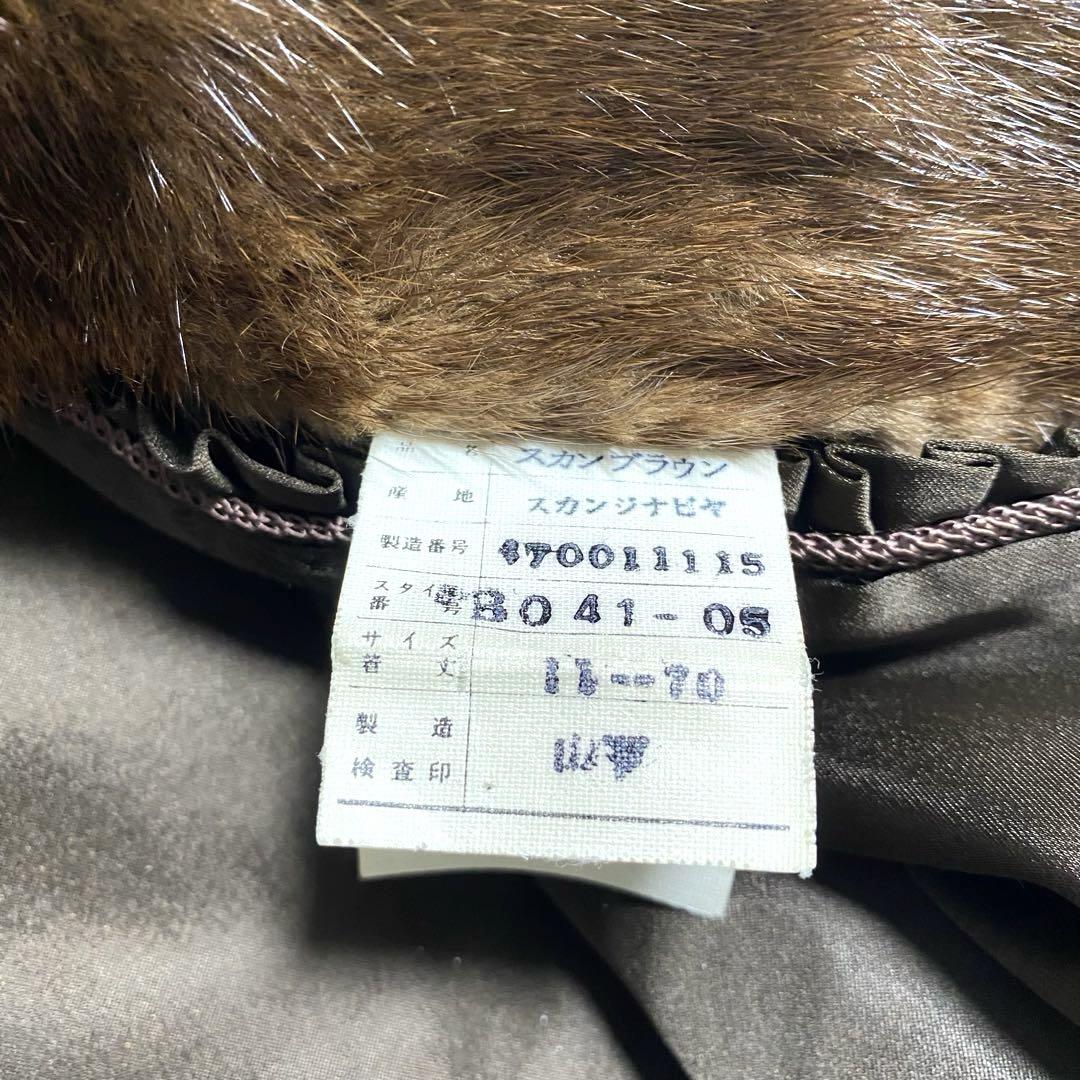 品名 スカンブラウン
産地 スカンジナビヤ
製造番号 70011115
スタイル番号 B041-05
サイズ着丈 11-70
製造検査印